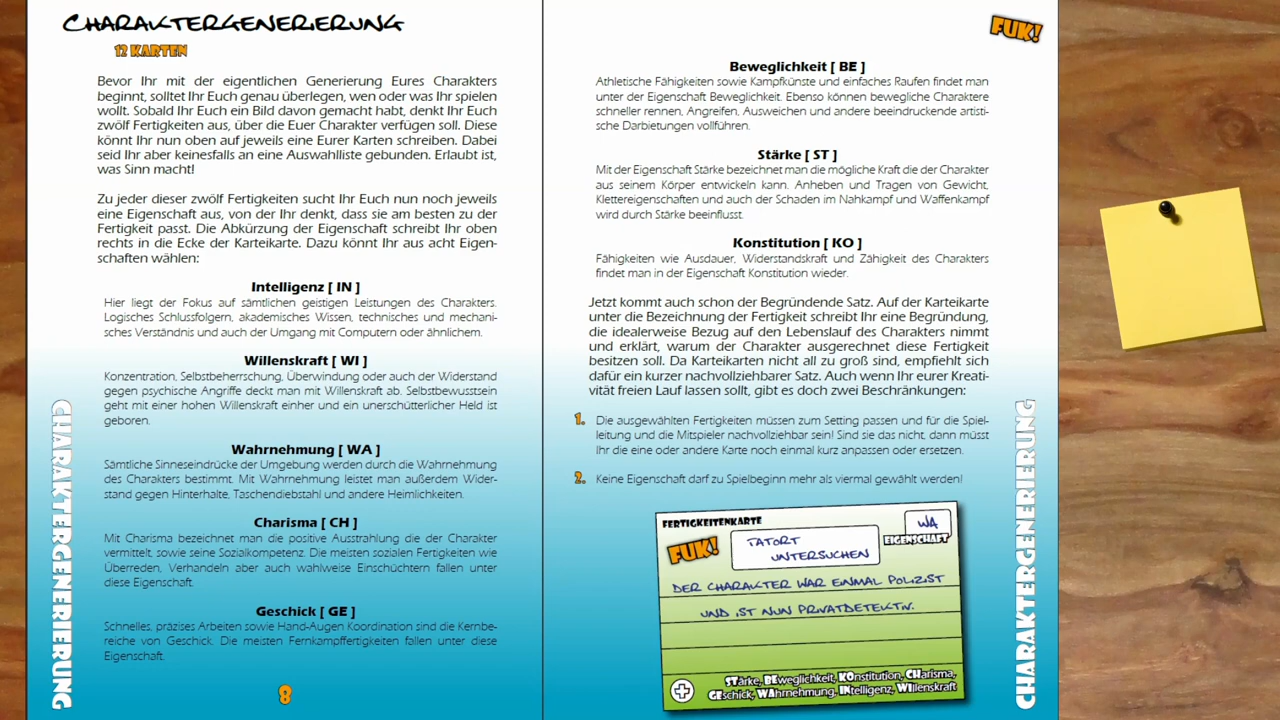 CHARAKTERGENERIERUNG
12 KARTEN
Bevor Ihr mit der eigentlichen Generierung Eures Charakters
beginnt, solltet Ihr Euch genau überlegen, wen oder was Ihr spielen
wollt. Sobald Ihr Euch ein Bild davon gemacht habt, denkt Ihr Euch
zwölf Fertigkeiten aus, über die Euer Charakter verfügen soll. Diese
könnt Ihr nun oben auf jeweils eine Eurer Karten schreiben. Dabei
seid Ihr aber keinesfalls an eine Auswahlliste gebunden. Erlaubt ist,
was Sinn macht!
Zu jeder dieser zwölf Fertigkeiten sucht Ihr Euch nun noch jeweils
eine Eigenschaft aus, von der Ihr denkt, dass sie am besten zu der
Fertigkeit passt. Die Abkürzung der Eigenschaft schreibt Ihr oben
rechts in die Ecke der Karteikarte. Dazu könnt Ihr aus acht Eigen-
schaften wählen:
Intelligenz [ IN ]
Hier liegt der Fokus auf sämtlichen geistigen Leistungen des Charakters.
Logisches Schlussfolgern, akademisches Wissen, technisches und mechani-
sches Verständnis und auch der Umgang mit Computern oder ähnlichem.
Willenskraft [ WI ]
Konzentration, Selbstbeherrschung, Überwindung oder auch der Widerstand
gegen psychische Angriffe deckt man mit Willenskraft ab. Selbstbewusstsein
geht mit einer hohen Willenskraft einher und ein unerschütterlicher Held ist
geboren.
Wahrnehmung [ WA ]
Sämtliche Sinneseindrücke der Umgebung werden durch die Wahrnehmung
des Charakters bestimmt. Mit Wahrnehmung leistet man außerdem Wider-
stand gegen Hinterhalte, Taschendiebstahl und andere Heimlichkeiten.
Charisma [ CH ]
Mit Charisma bezeichnet man die positive Ausstrahlung die der Charakter
vermittelt, sowie seine Sozialkompetenz. Die meisten sozialen Fertigkeiten wie
Überreden, Verhandeln aber auch wahlweise Einschüchtern fallen unter
diese Eigenschaft.
Geschick [ GE ]
Schnelles, präzises Arbeiten sowie Hand-Augen Koordination sind die Kernbe-
reiche von Geschick. Die meisten Fernkampffertigkeiten fallen unter diese
Eigenschaft.
CHARAKTERGENERIERUNG
8
FUK!
Beweglichkeit [ BE ]
Athletische Fähigkeiten sowie Kampfkünste und einfaches Raufen findet man
unter der Eigenschaft Beweglichkeit. Ebenso können bewegliche Charaktere
schneller rennen, Angreifen, Ausweichen und andere beeindruckende artisti-
sche Darbietungen vollführen.
Stärke [ ST ]
Mit der Eigenschaft Stärke bezeichnet man die mögliche Kraft die der Charakter
aus seinem Körper entwickeln kann. Anheben und Tragen von Gewicht,
Klettereigenschaften und auch der Schaden im Nahkampf und Waffenkampf
wird durch Stärke beeinflusst.
Konstitution [ KO ]
Fähigkeiten wie Ausdauer, Widerstandskraft und Zähigkeit des Charakters
findet man in der Eigenschaft Konstitution wieder.
Jetzt kommt auch schon der Begründende Satz. Auf der Karteikarte
unter die Bezeichnung der Fertigkeit schreibt Ihr eine Begründung,
die idealerweise Bezug auf den Lebenslauf des Charakters nimmt
und erklärt, warum der Charakter ausgerechnet diese Fertigkeit
besitzen soll. Da Karteikarten nicht all zu groß sind, empfiehlt sich
dafür ein kurzer nachvollziehbarer Satz. Auch wenn Ihr eurer Kreati-
vität freien Lauf lassen sollt, gibt es doch zwei Beschränkungen:
1. Die ausgewählten Fertigkeiten müssen zum Setting passen und für die Spiel-
leitung und die Mitspieler nachvollziehbar sein! Sind sie das nicht, dann müsst
Ihr die eine oder andere Karte noch einmal kurz anpassen oder ersetzen.
2. Keine Eigenschaft darf zu Spielbeginn mehr als viermal gewählt werden!
FERTIGKEITENKARTE
FUK!
TATORT
UNTERSUCHEN
WA
EIGENSCHAFT
DER CHARAKTER WAR EINMAL POLIZIST
UND IST NUN PRIVATDETEKTIV.
STärke, BEweglichkeit, KOnstitution, CHarisma,
GEschick, WAhrnehmung, INtelligenz, WIllenskraft
CHARAKTERGENERIERUNG